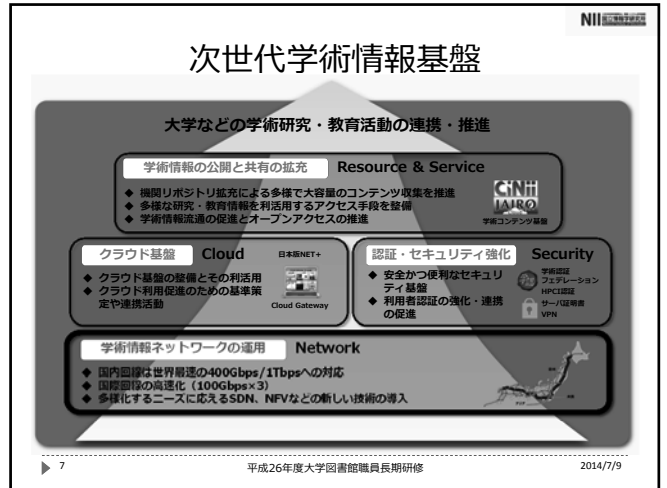 NII 国立情報学研究所
次世代学術情報基盤
大学などの学術研究・教育活動の連携・推進
学術情報の公開と共有の拡充 Resource & Service
◆ 機関リポジトリ拡充による多様で大容量のコンテンツ収集を推進
◆ 多様な研究・教育情報を利活用するアクセス手段を整備
◆ 学術情報流通の促進とオープンアクセスの推進
CiNii
JAIRO
学術コンテンツ基盤
クラウド基盤 Cloud
日本版NET+
◆ クラウド基盤の整備とその利活用
◆ クラウド利用促進のための基準策
定や連携活動
Cloud Gateway
認証・セキュリティ強化 Security
◆ 安全かつ便利なセキュリ
ティ基盤
◆ 利用者認証の強化・連携
の促進
学術認証
フェデレーション
HPCI認証
サーバ証明書
VPN
学術情報ネットワークの運用 Network
◆ 国内回線は世界最速の400Gbps/1Tbpsへの対応
◆ 国際回線の高速化（100Gbps×3）
◆ 多様化するニーズに応えるSDN、NFVなどの新しい技術の導入
7 平成26年度大学図書館職員長期研修 2014/7/9